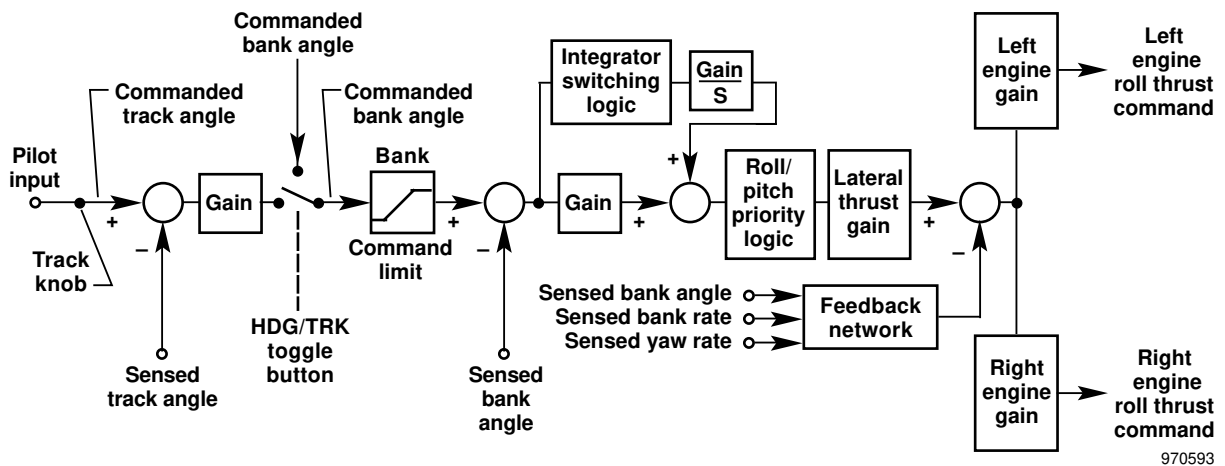 Commanded
bank angle
Commanded
track angle
Pilot
input
+
–
Track
knob
Sensed
track angle
Gain
HDG/TRK
toggle
button
Commanded
bank angle
Bank
Command
limit
+
–
Sensed
bank
angle
Integrator
switching
logic
Gain
S
+
Gain
+
Roll/
pitch
priority
logic
Lateral
thrust
gain
+
–
Sensed bank angle
Sensed bank rate
Sensed yaw rate
Feedback
network
Left
engine
gain
Left
engine
roll thrust
command
Right
engine
gain
Right
engine
roll thrust
command
970593